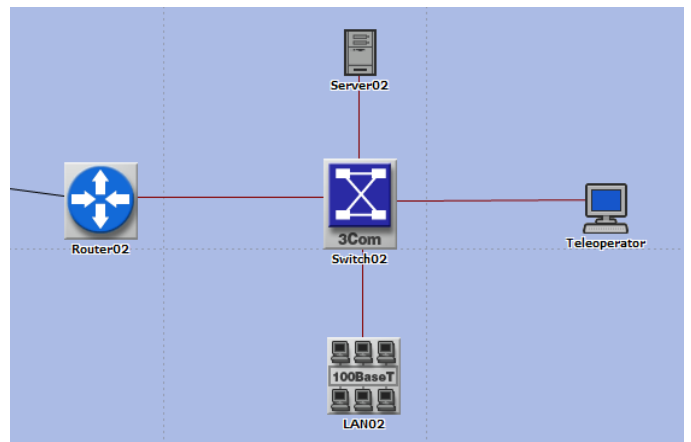 Server02
Router02
3Com
Switch02
Teleoperator
100BaseT
LAN02